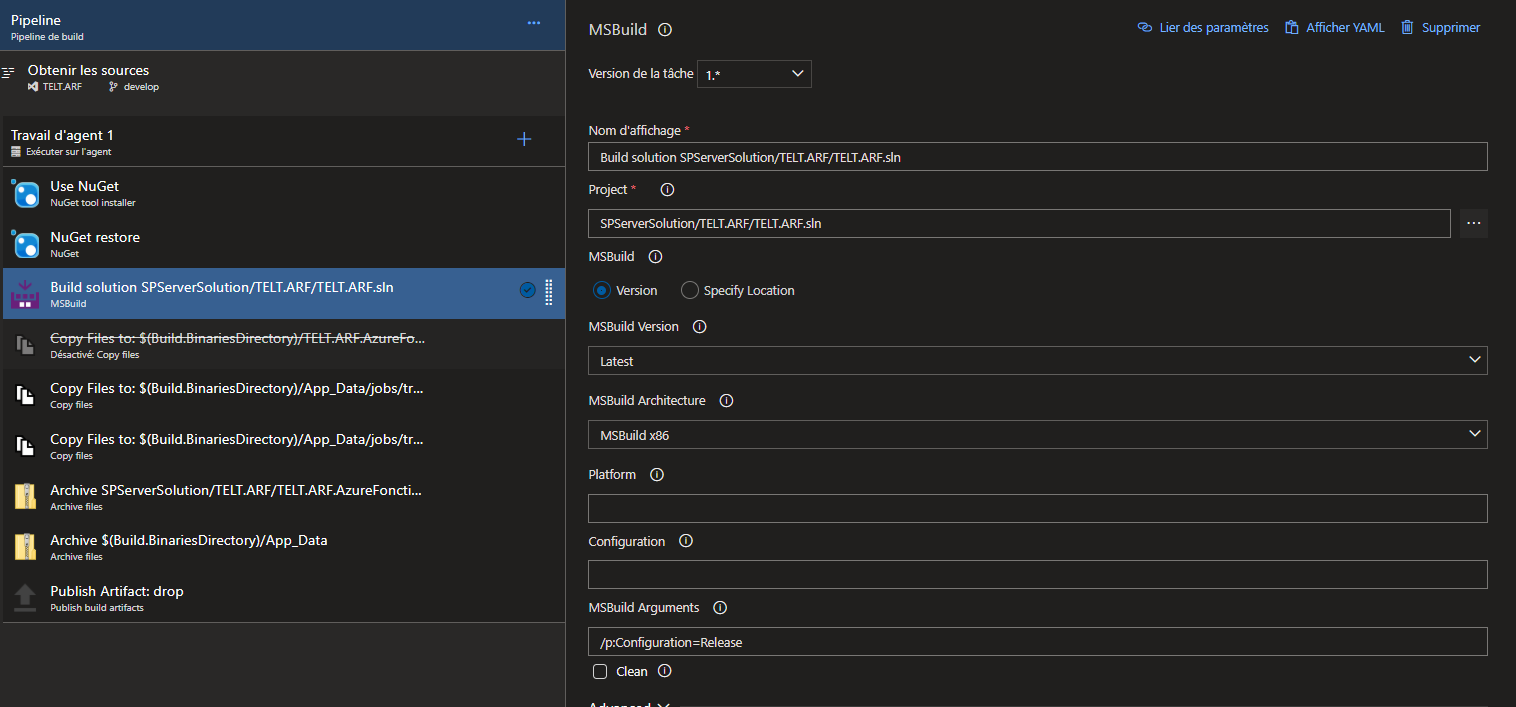 Pipeline
Pipeline de build
Obtenir les sources
TELT.ARF develop
Travail d'agent 1
Exécuter sur l'agent
Use NuGet
NuGet tool installer
NuGet restore
NuGet
Build solution SPServerSolution/TELT.ARF/TELT.ARF.sln
MSBuild
Copy Files to: $(Build.BinariesDirectory)/TELT.ARF.AzureFo...
Désactivé: Copy files
Copy Files to: $(Build.BinariesDirectory)/App_Data/jobs/tr...
Copy files
Copy Files to: $(Build.BinariesDirectory)/App_Data/jobs/tr...
Copy files
Archive SPServerSolution/TELT.ARF/TELT.ARF.AzureFoncti...
Archive files
Archive $(Build.BinariesDirectory)/App_Data
Archive files
Publish Artifact: drop
Publish build artifacts
MSBuild
Lier des paramètres Afficher YAML Supprimer
Version de la tâche 1.*
Nom d'affichage *
Build solution SPServerSolution/TELT.ARF/TELT.ARF.sln
Project *
SPServerSolution/TELT.ARF/TELT.ARF.sln
MSBuild
Version Specify Location
MSBuild Version
Latest
MSBuild Architecture
MSBuild x86
Platform
Configuration
MSBuild Arguments
/p:Configuration=Release
Clean
Advanced